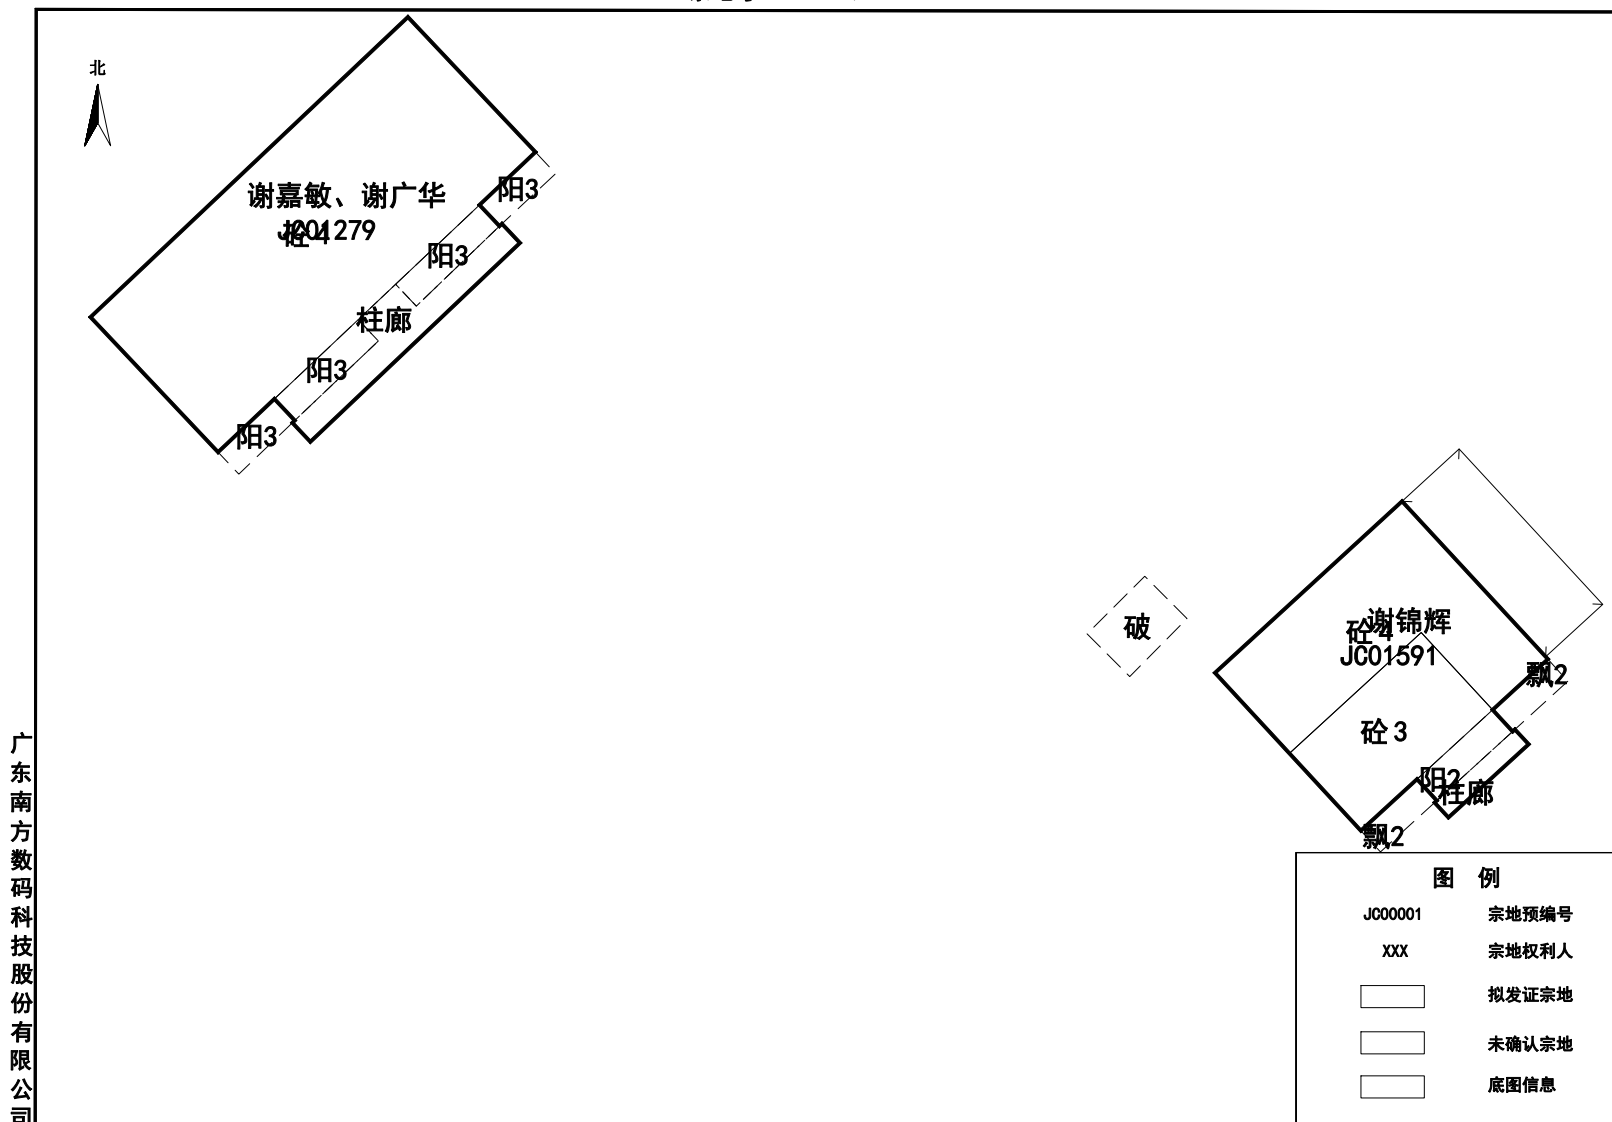 北
谢嘉敏、谢广华
JC01279
砼4
阳3
阳3
柱廊
阳3
阳3
破
谢锦辉
砼4
JC01591
飘2
砼3
阳2
柱廊
飘2
广东南方数码科技股份有限公司
图 例
JC00001 宗地预编号
XXX 宗地权利人
拟发证宗地
未确认宗地
底图信息